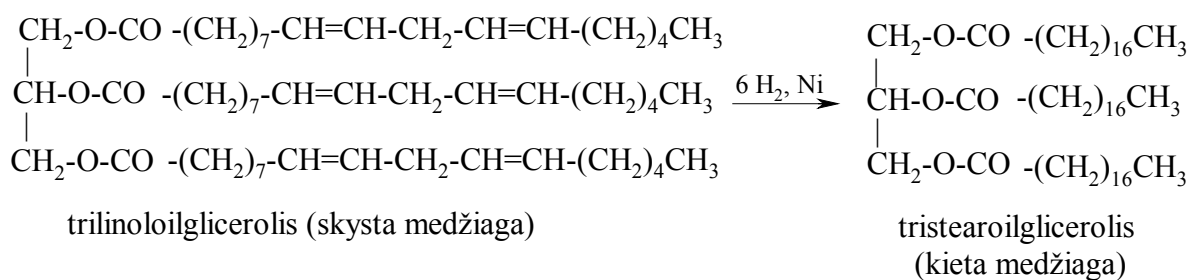 CH₂-O-CO -(CH₂)₇-CH=CH-CH₂-CH=CH-(CH₂)₄CH₃
CH-O-CO -(CH₂)₇-CH=CH-CH₂-CH=CH-(CH₂)₄CH₃
CH₂-O-CO -(CH₂)₇-CH=CH-CH₂-CH=CH-(CH₂)₄CH₃
trilinoloilglicerolis (skysta medžiaga)
6 H₂, Ni
CH₂-O-CO -(CH₂)₁₆CH₃
CH-O-CO -(CH₂)₁₆CH₃
CH₂-O-CO -(CH₂)₁₆CH₃
tristearoilglicerolis
(kieta medžiaga)